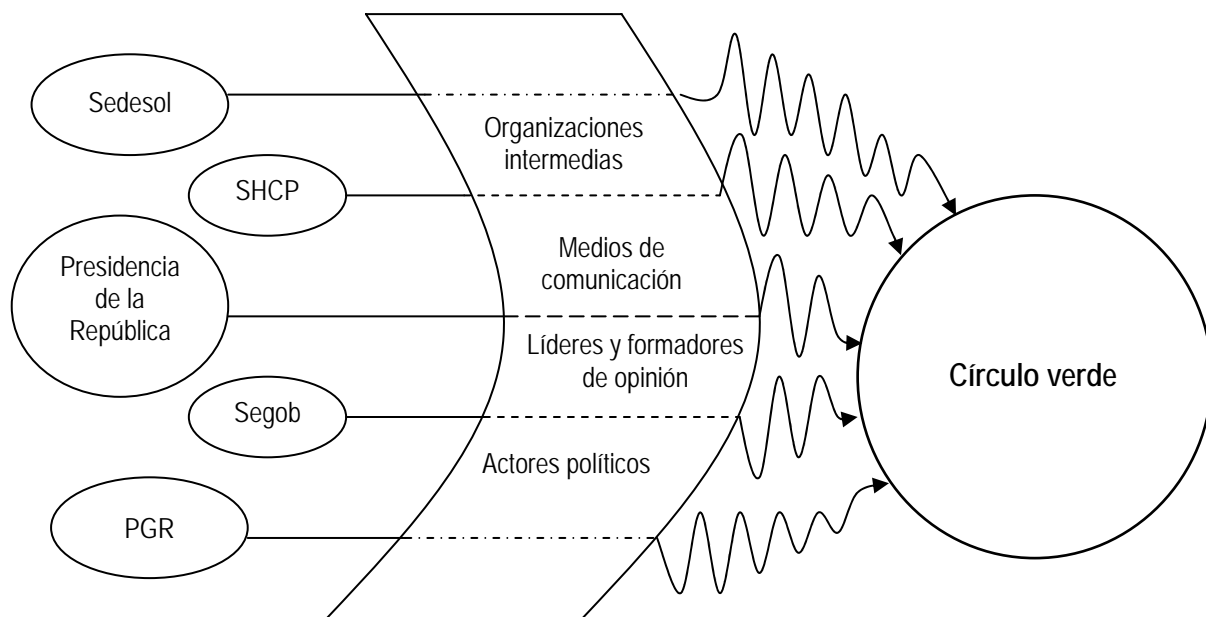 Sedesol
Organizaciones
intermedias
SHCP
Medios de
comunicación
Presidencia
de la
República
Líderes y formadores
de opinión
Círculo verde
Segob
Actores políticos
PGR